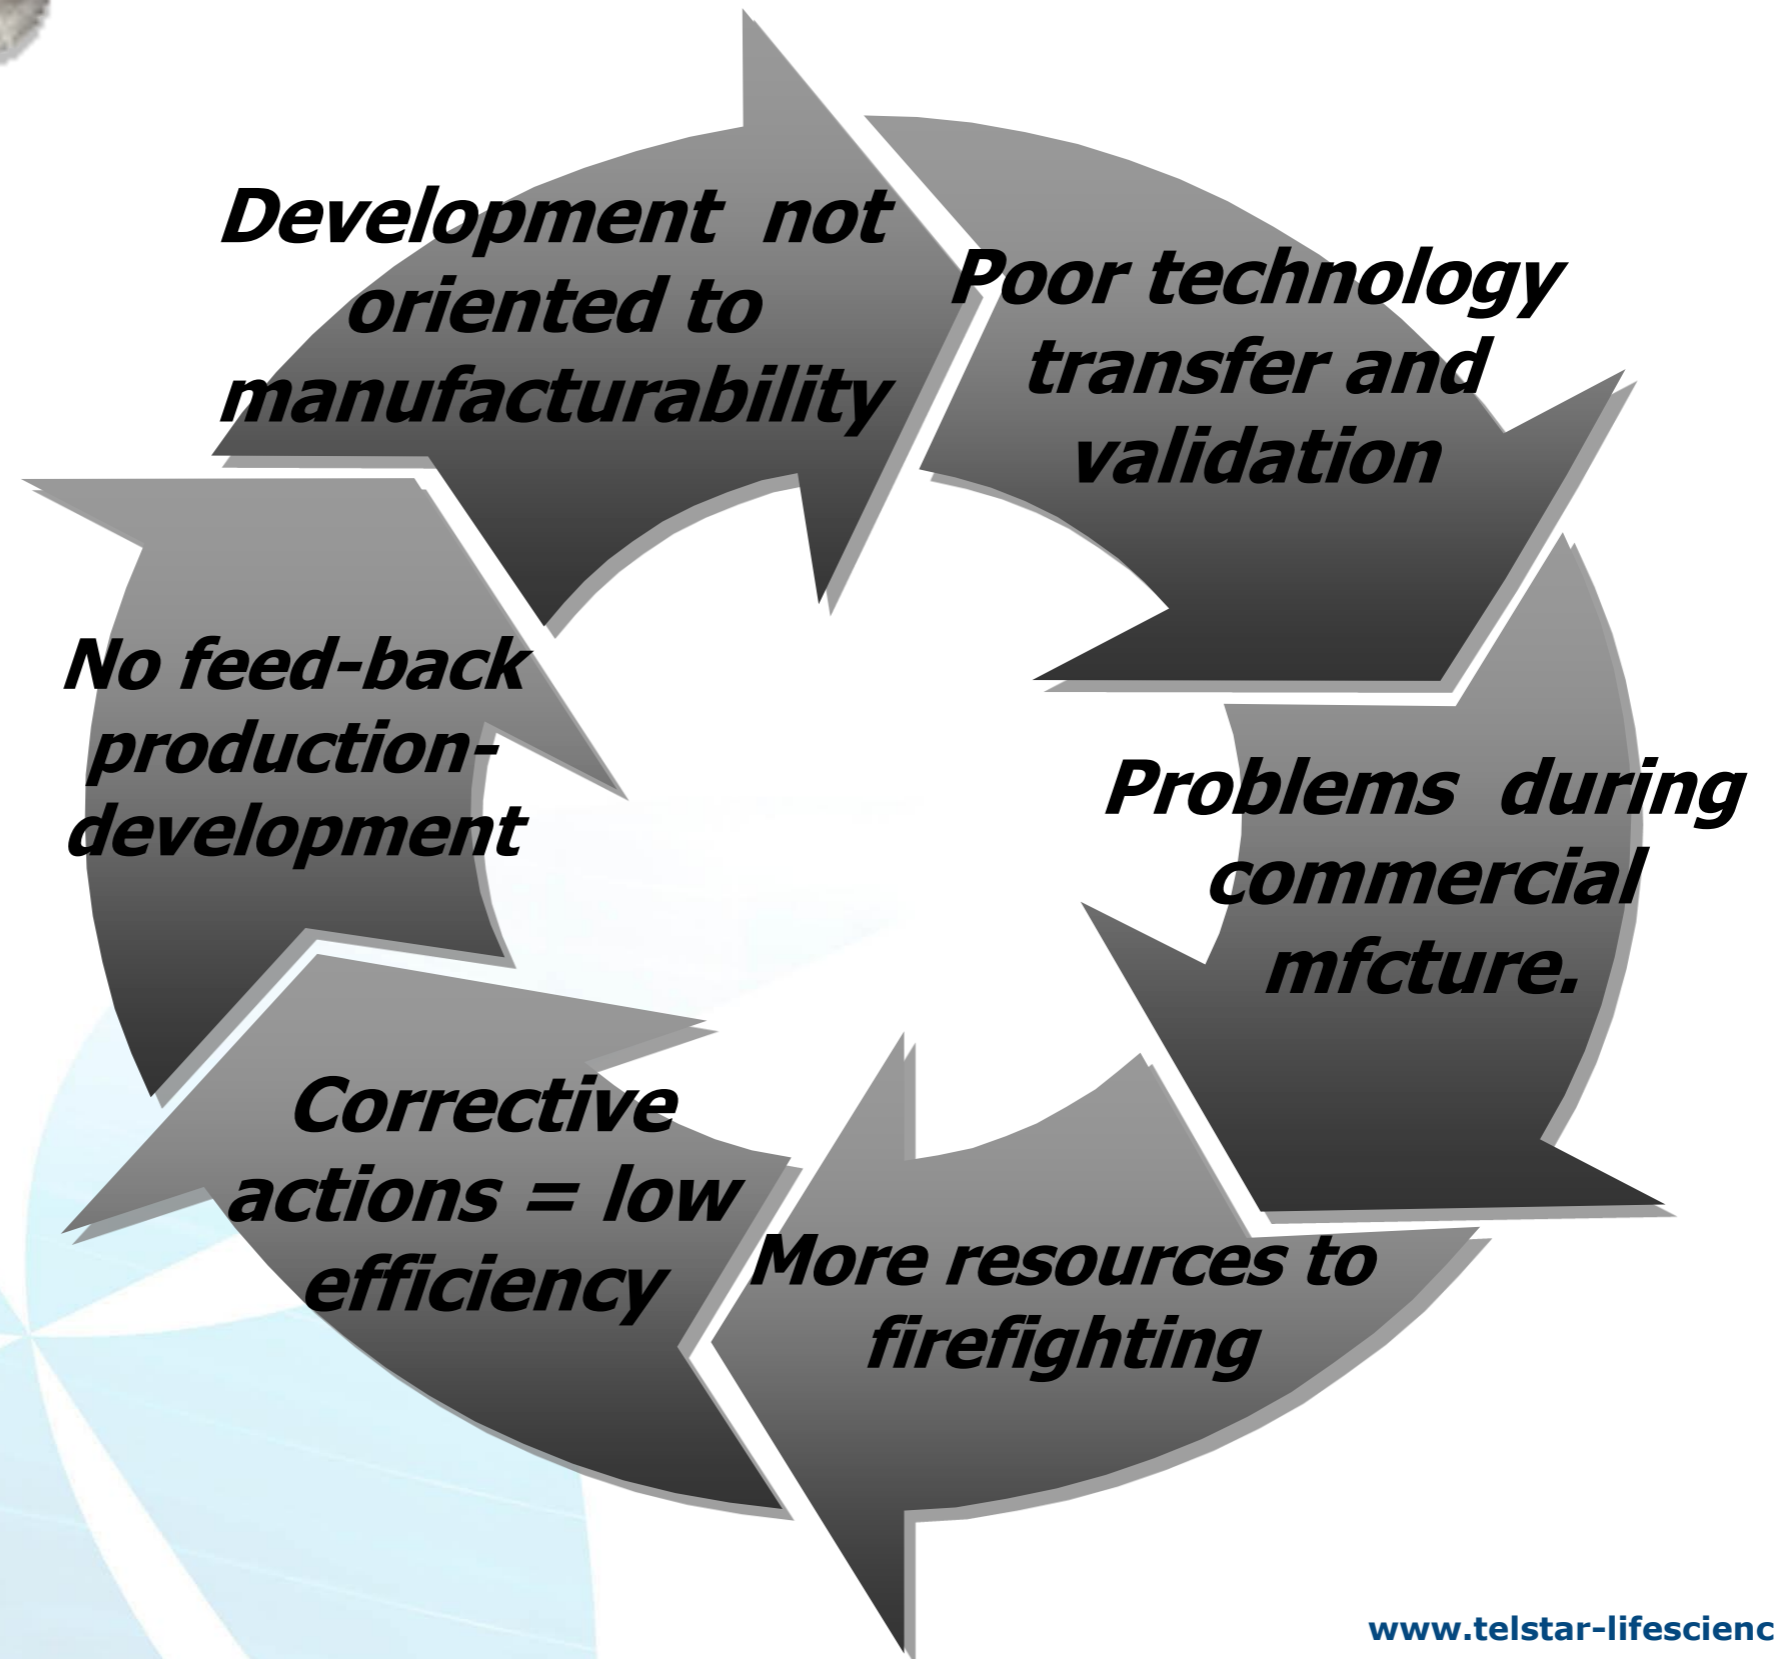 Development not
oriented to
manufacturability
Poor technology
transfer and
validation
Problems during
commercial
mfcture.
More resources to
firefighting
Corrective
actions = low
efficiency
No feed-back
production-
development
www.telstar-lifescienc